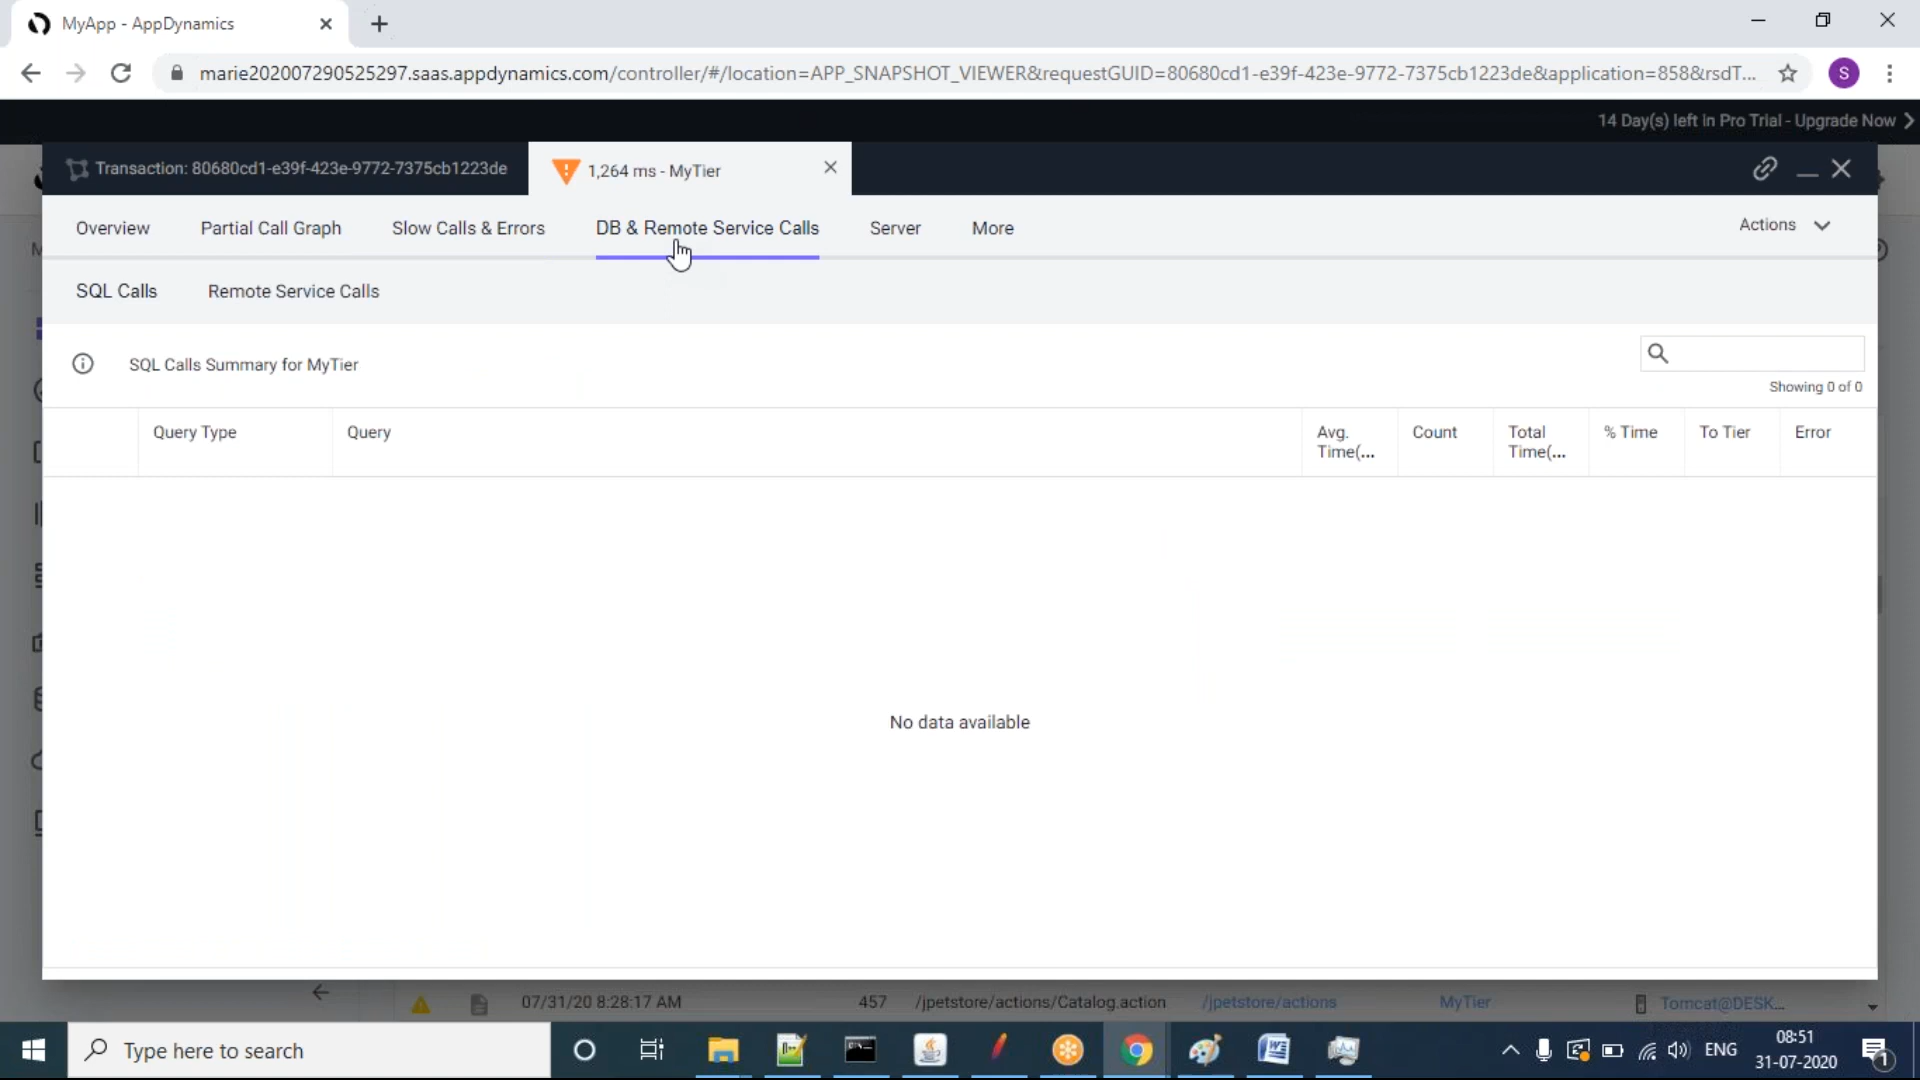 MyApp - AppDynamics
marie202007290525297.saas.appdynamics.com/controller/#/location=APP_SNAPSHOT_VIEWER&requestGUID=80680cd1-e39f-423e-9772-7375cb1223de&application=858&rsdT...
S
14 Day(s) left in Pro Trial - Upgrade Now
Transaction: 80680cd1-e39f-423e-9772-7375cb1223de
1,264 ms - MyTier
Overview Partial Call Graph Slow Calls & Errors DB & Remote Service Calls Server More Actions
SQL Calls Remote Service Calls
SQL Calls Summary for MyTier
Showing 0 of 0
Query Type Query Avg. Time(... Count Total Time(... % Time To Tier Error
No data available
07/31/20 8:28:17 AM 457 /jpetstore/actions/Catalog.action /jpetstore/actions MyTier Tomcat@DESK...
Type here to search
ENG
08:51
31-07-2020
1